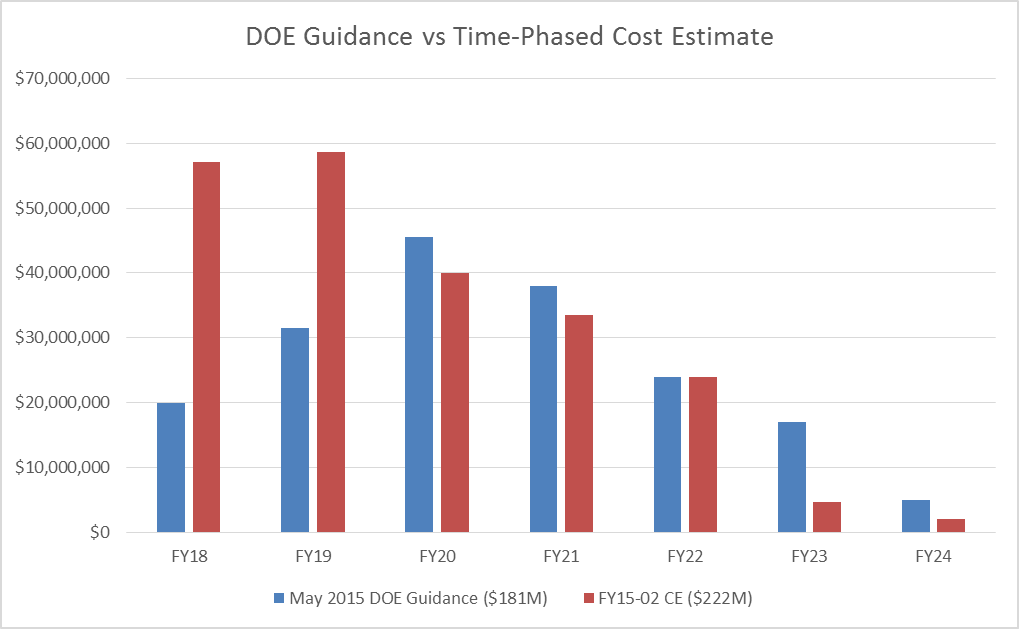 DOE Guidance vs Time-Phased Cost Estimate
$70,000,000
$60,000,000
$50,000,000
$40,000,000
$30,000,000
$20,000,000
$10,000,000
$0
FY18 FY19 FY20 FY21 FY22 FY23 FY24
May 2015 DOE Guidance ($181M) FY15-02 CE ($222M)